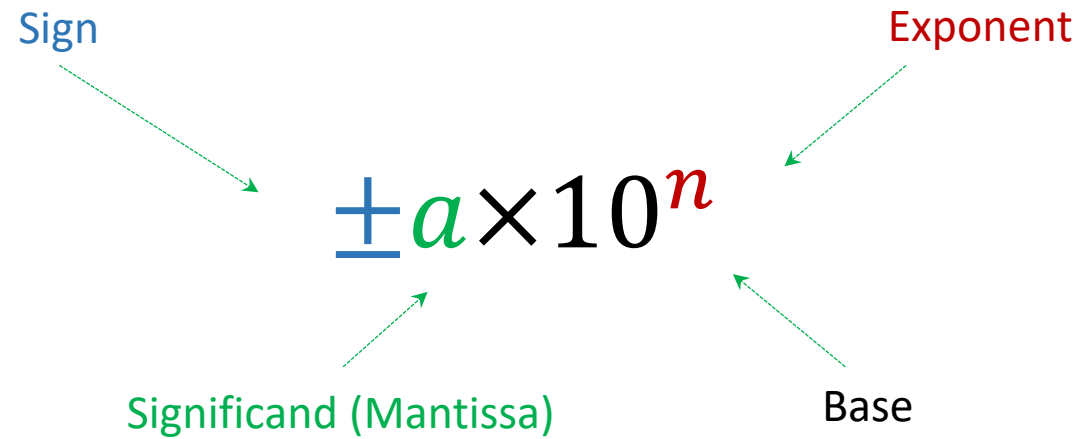 Sign
Exponent
±a×10ⁿ
Significand (Mantissa)
Base